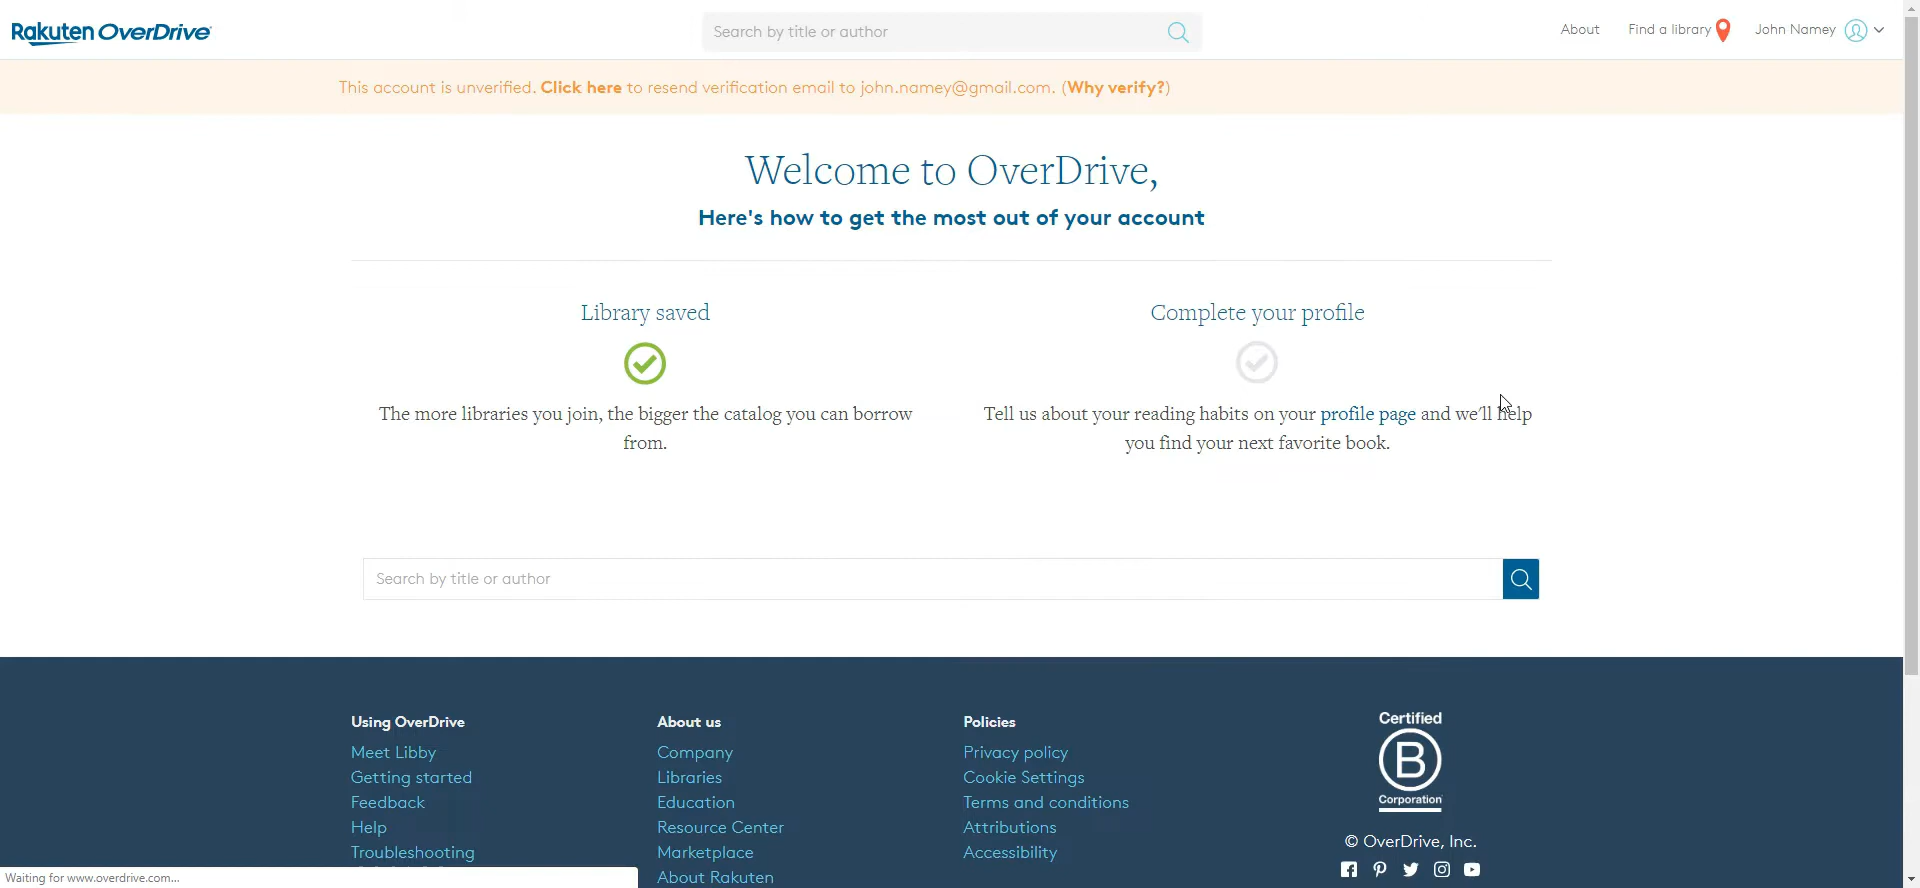 Rakuten OverDrive
Search by title or author
About
Find a library
John Namey
This account is unverified. Click here to resend verification email to john.namey@gmail.com. (Why verify?)
Welcome to OverDrive,
Here's how to get the most out of your account
Library saved
The more libraries you join, the bigger the catalog you can borrow
from.
Complete your profile
Tell us about your reading habits on your profile page and we'll help
you find your next favorite book.
Search by title or author
Using OverDrive
Meet Libby
Getting started
Feedback
Help
Troubleshooting
About us
Company
Libraries
Education
Resource Center
Marketplace
About Rakuten
Policies
Privacy policy
Cookie Settings
Terms and conditions
Attributions
Accessibility
Certified
B
Corporation
© OverDrive, Inc.
Waiting for www.overdrive.com...